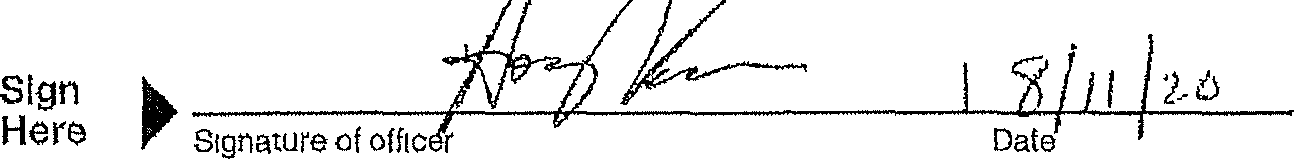 Sign Here
8/11/20
Signature of officer
Date